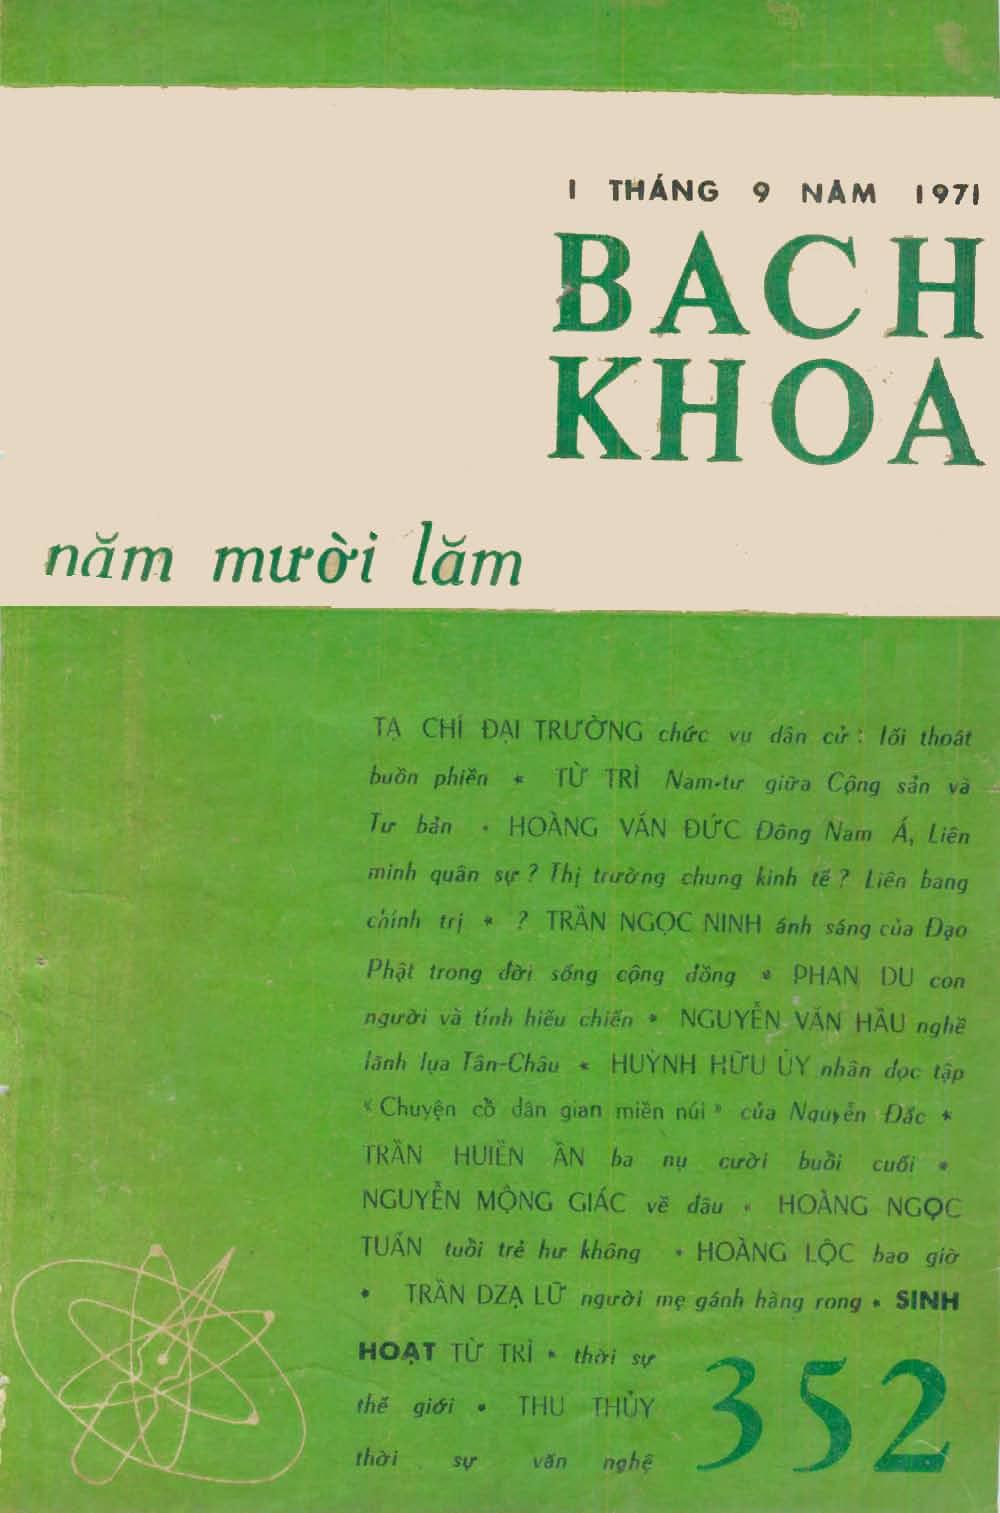 1 THÁNG 9 NĂM 1971
BACH
KHOA
năm mười lăm
TẠ CHÍ ĐẠI TRƯỜNG chức vụ dân cử : lối thoát
buồn phiền * TỪ TRÌ Nam-tư giữa Cộng sản và
Tư bản * HOÀNG VĂN ĐỨC Đông Nam Á, Liên
minh quân sự ? Thị trường chung kinh tế ? Liên bang
chính trị * ? TRẦN NGỌC NINH ánh sáng của Đạo
Phật trong đời sống cộng đồng * PHAN DU con
người và tính hiếu chiến * NGUYỄN VĂN HẦU nghề
lãnh lụa Tân-Châu * HUỲNH HỮU ỦY nhân đọc tập
« Chuyện cổ dân gian miền núi » của Nguyễn Đắc *
TRẦN HUIỀN ÂN ba nụ cười buổi cuối *
NGUYỄN MỘNG GIÁC về đâu * HOÀNG NGỌC
TUẤN tuổi trẻ hư không * HOÀNG LỘC bao giờ
* TRẦN DZẠ LỮ người mẹ gánh hàng rong * SINH
HOẠT TỪ TRÌ * thời sự
thế giới * THU THỦY
thời sự văn nghệ
352